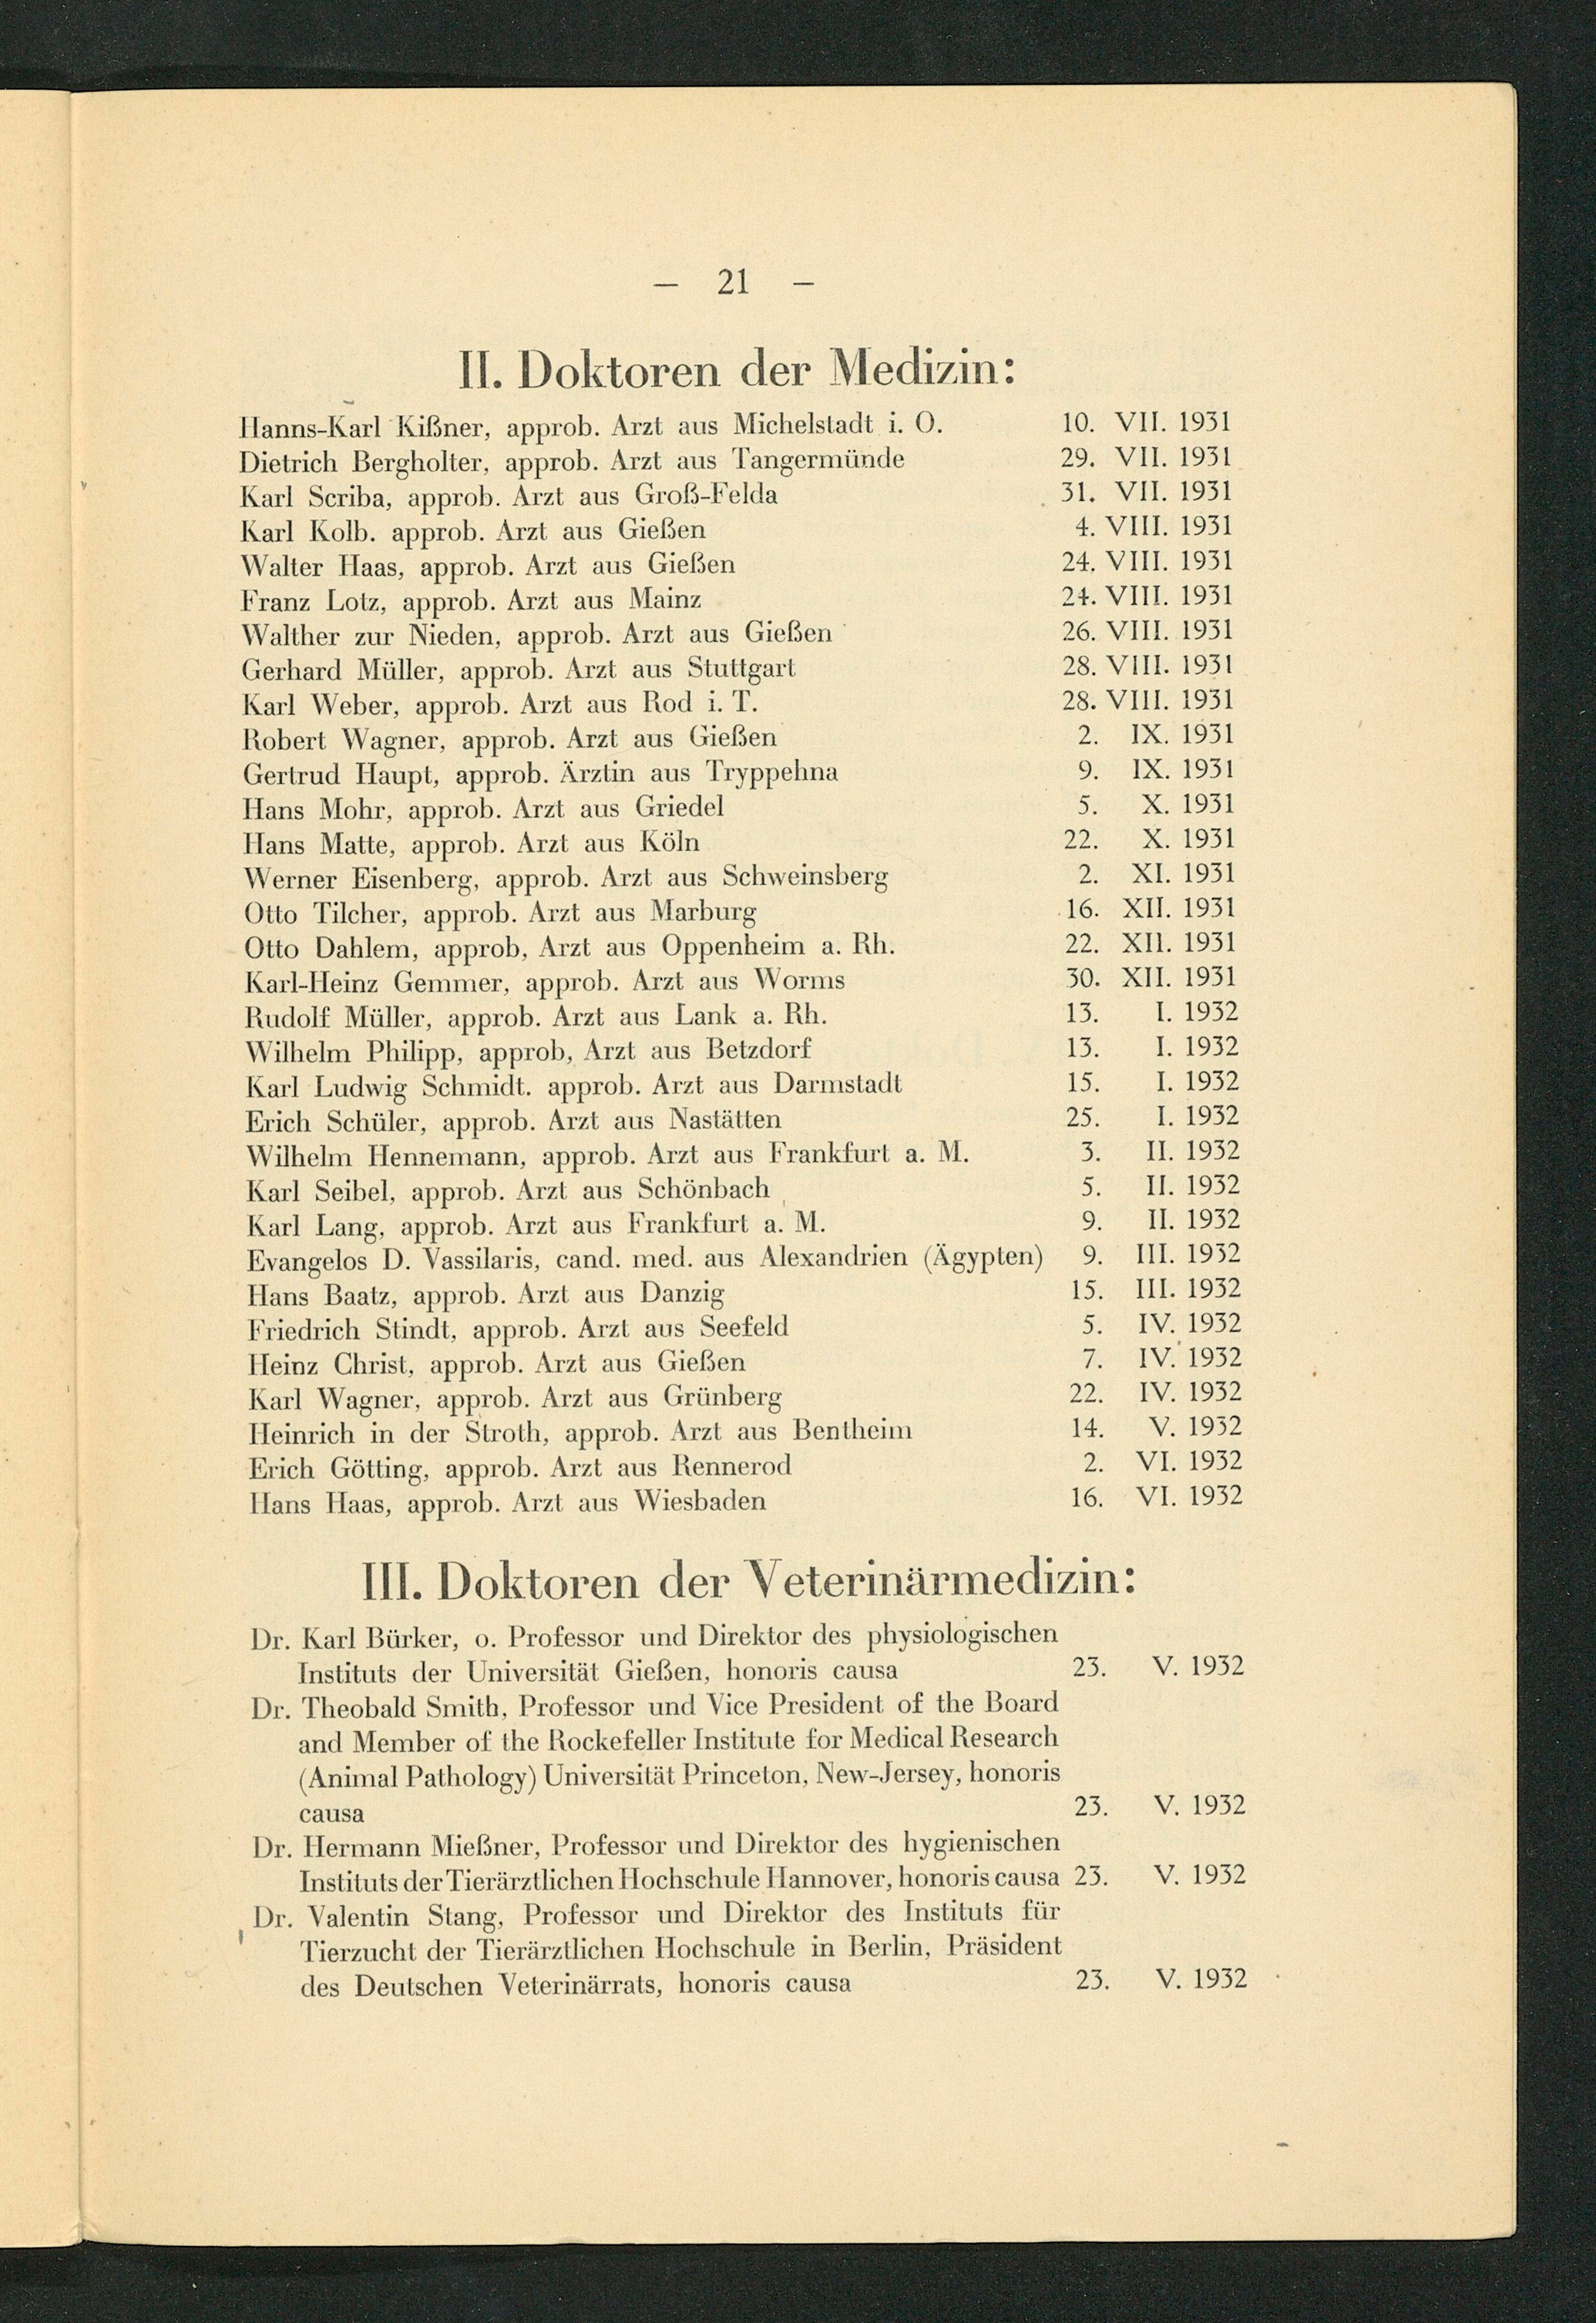 — 21 —
II. Doktoren der Medizin:
Hanns-Karl Kißner, approb. Arzt aus Michelstadt i. O. 10. VII. 1931
Dietrich Bergholter, approb. Arzt aus Tangermünde 29. VII. 1931
Karl Scriba, approb. Arzt aus Groß-Felda 31. VII. 1931
Karl Kolb. approb. Arzt aus Gießen 4. VIII. 1931
Walter Haas, approb. Arzt aus Gießen 24. VIII. 1931
Franz Lotz, approb. Arzt aus Mainz 24. VIII. 1931
Walther zur Nieden, approb. Arzt aus Gießen 26. VIII. 1931
Gerhard Müller, approb. Arzt aus Stuttgart 28. VIII. 1931
Karl Weber, approb. Arzt aus Rod i. T. 28. VIII. 1931
Robert Wagner, approb. Arzt aus Gießen 2. IX. 1931
Gertrud Haupt, approb. Ärztin aus Tryppehna 9. IX. 1931
Hans Mohr, approb. Arzt aus Griedel 5. X. 1931
Hans Matte, approb. Arzt aus Köln 22. X. 1931
Werner Eisenberg, approb. Arzt aus Schweinsberg 2. XI. 1931
Otto Tilcher, approb. Arzt aus Marburg 16. XII. 1931
Otto Dahlem, approb, Arzt aus Oppenheim a. Rh. 22. XII. 1931
Karl-Heinz Gemmer, approb. Arzt aus Worms 30. XII. 1931
Rudolf Müller, approb. Arzt aus Lank a. Rh. 13. I. 1932
Wilhelm Philipp, approb, Arzt aus Betzdorf 13. I. 1932
Karl Ludwig Schmidt. approb. Arzt aus Darmstadt 15. I. 1932
Erich Schüler, approb. Arzt aus Nastätten 25. I. 1932
Wilhelm Hennemann, approb. Arzt aus Frankfurt a. M. 3. II. 1932
Karl Seibel, approb. Arzt aus Schönbach 5. II. 1932
Karl Lang, approb. Arzt aus Frankfurt a. M. 9. II. 1932
Evangelos D. Vassilaris, cand. med. aus Alexandrien (Ägypten) 9. III. 1932
Hans Baatz, approb. Arzt aus Danzig 15. III. 1932
Friedrich Stindt, approb. Arzt aus Seefeld 5. IV. 1932
Heinz Christ, approb. Arzt aus Gießen 7. IV. 1932
Karl Wagner, approb. Arzt aus Grünberg 22. IV. 1932
Heinrich in der Stroth, approb. Arzt aus Bentheim 14. V. 1932
Erich Götting, approb. Arzt aus Rennerod 2. VI. 1932
Hans Haas, approb. Arzt aus Wiesbaden 16. VI. 1932
III. Doktoren der Veterinärmedizin:
Dr. Karl Bürker, o. Professor und Direktor des physiologischen
Instituts der Universität Gießen, honoris causa 23. V. 1932
Dr. Theobald Smith, Professor und Vice President of the Board
and Member of the Rockefeller Institute for Medical Research
(Animal Pathology) Universität Princeton, New-Jersey, honoris
causa 23. V. 1932
Dr. Hermann Mießner, Professor und Direktor des hygienischen
Instituts der Tierärztlichen Hochschule Hannover, honoris causa 23. V. 1932
Dr. Valentin Stang, Professor und Direktor des Instituts für
Tierzucht der Tierärztlichen Hochschule in Berlin, Präsident
des Deutschen Veterinärrats, honoris causa 23. V. 1932